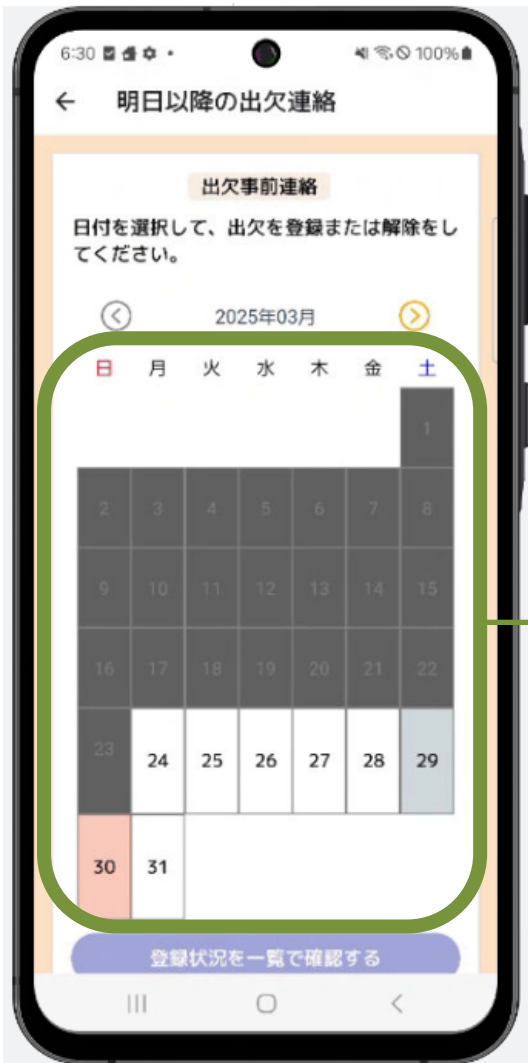 6:30 100%
← 明日以降の出欠連絡
出欠事前連絡
日付を選択して、出欠を登録または解除をし
てください。
2025年03月
日 月 火 水 木 金 土
1
2 3 4 5 6 7 8
9 10 11 12 13 14 15
16 17 18 19 20 21 22
23 24 25 26 27 28 29
30 31
登録状況を一覧で確認する